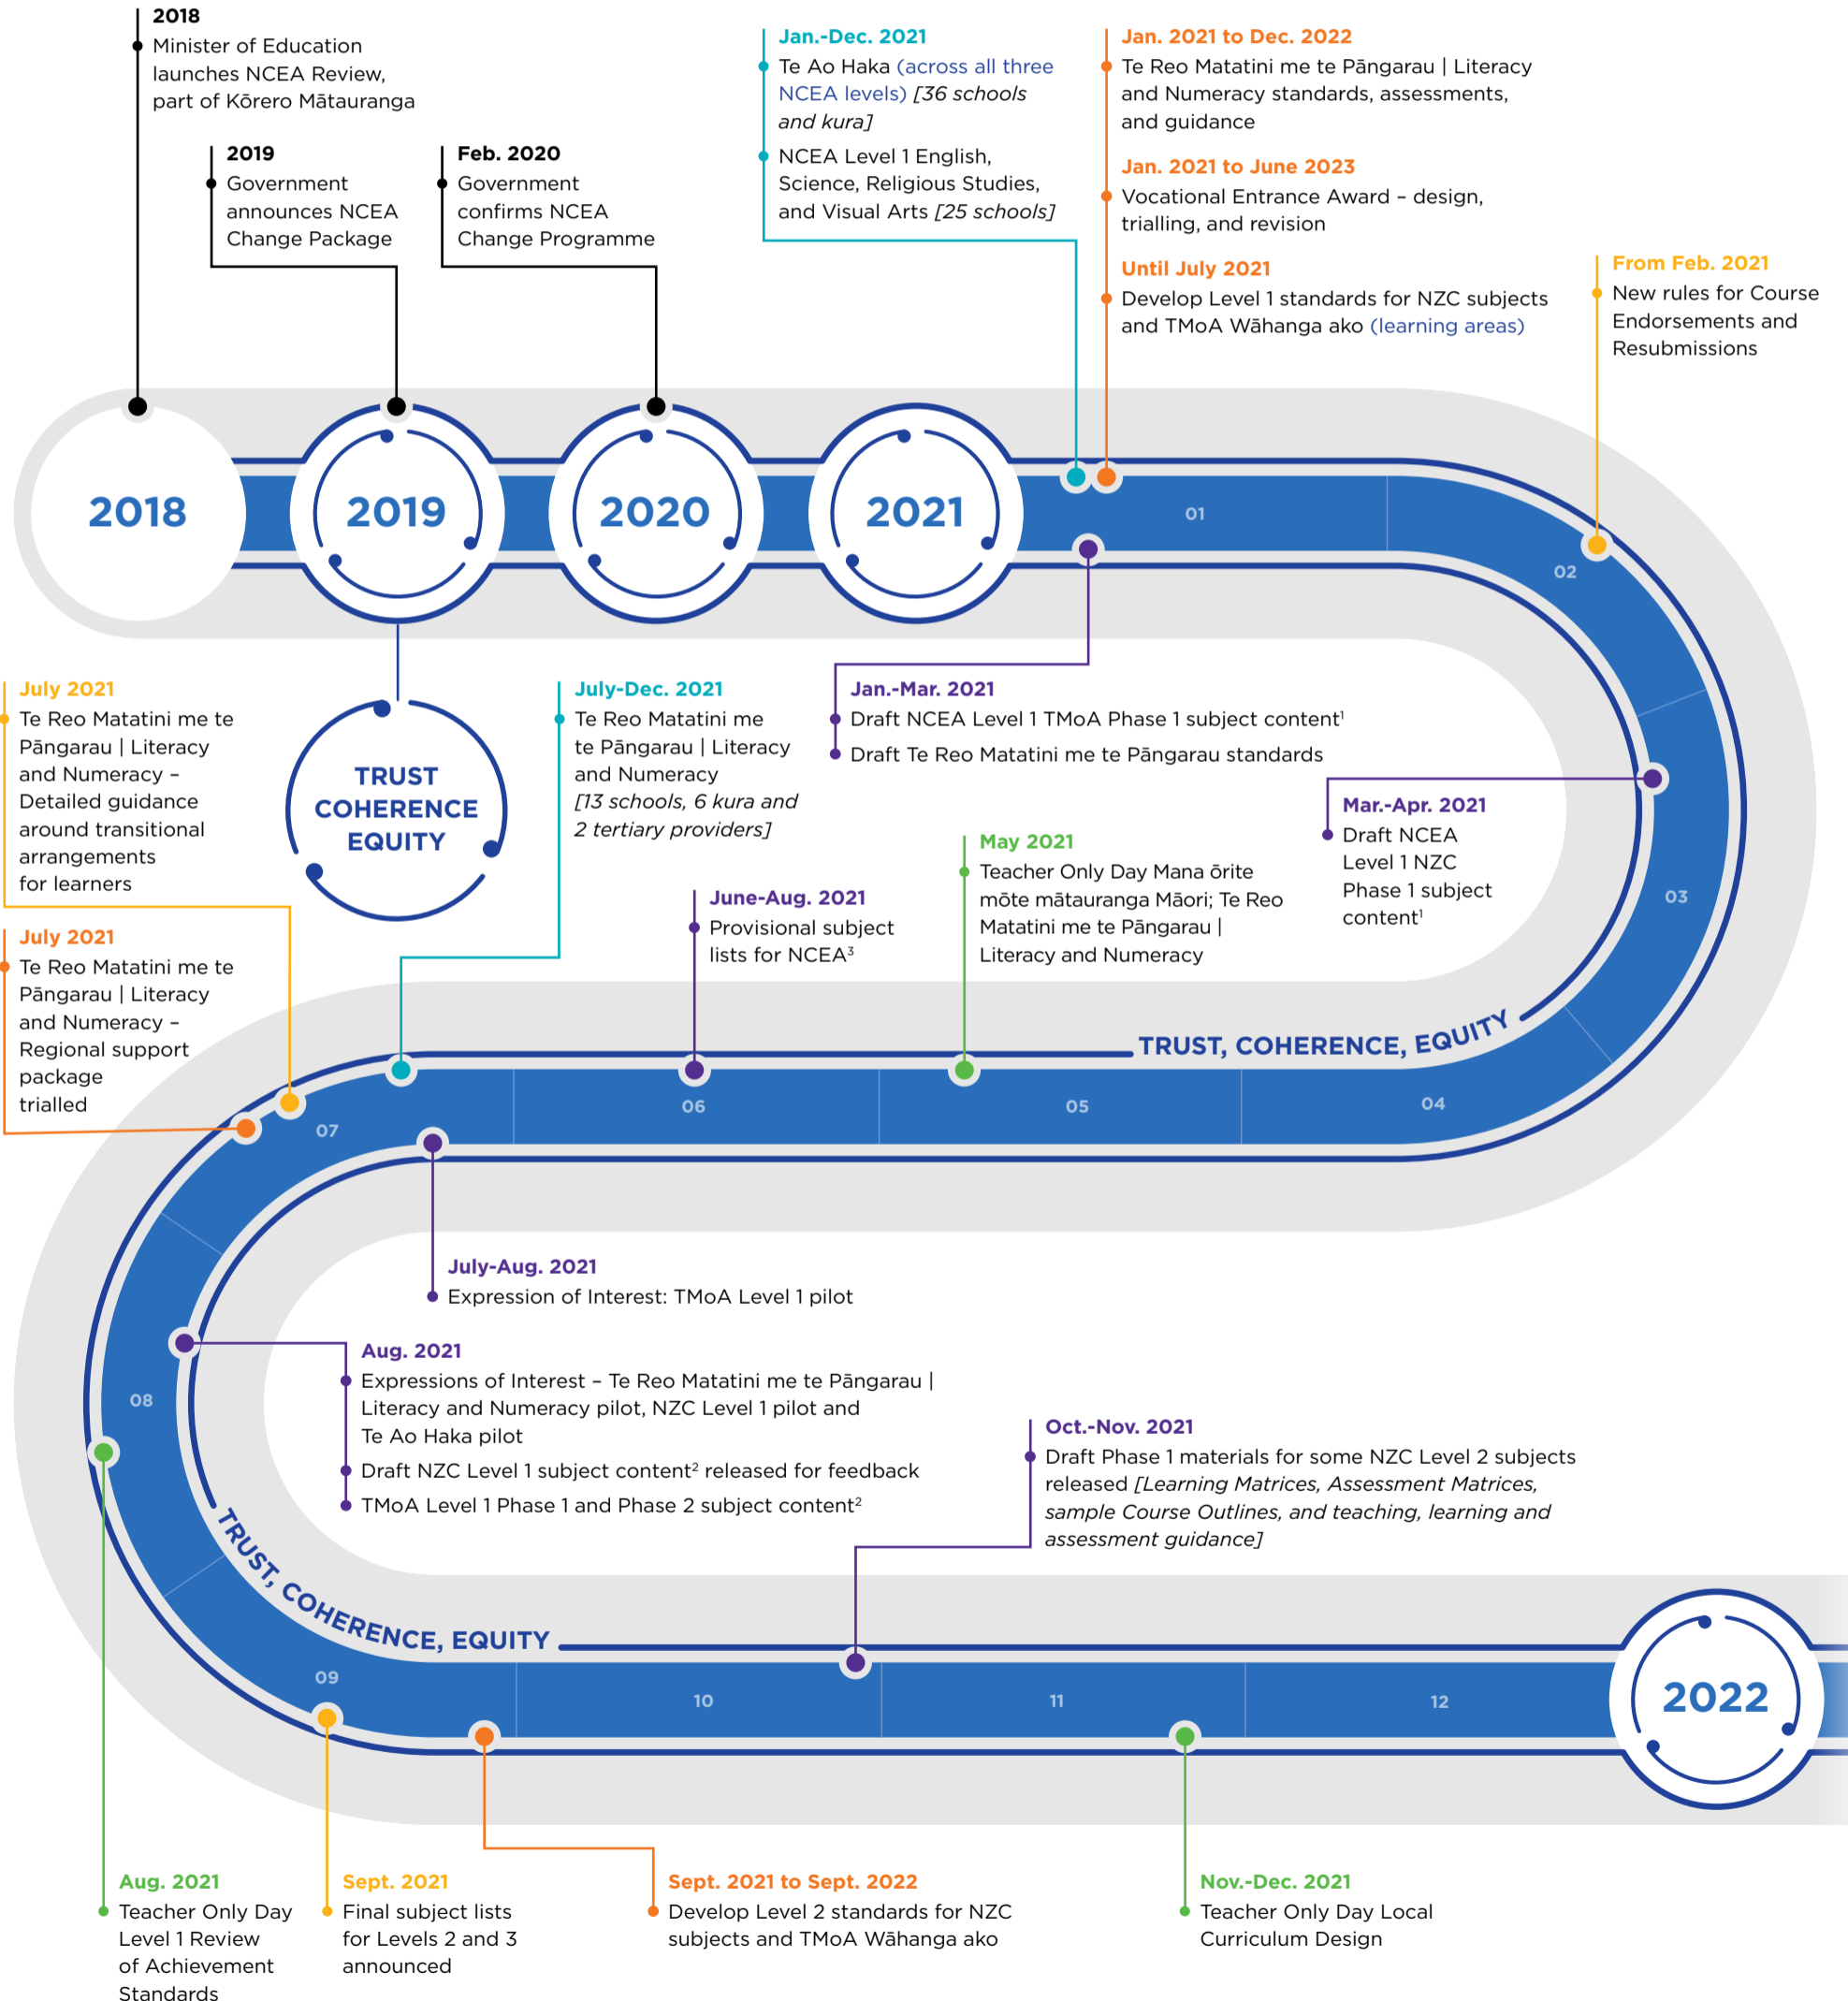 2018
Minister of Education
launches NCEA Review,
part of Kōrero Mātauranga
2019
Government
announces NCEA
Change Package
Feb. 2020
Government
confirms NCEA
Change Programme
Jan.-Dec. 2021
Te Ao Haka (across all three
NCEA levels) [36 schools
and kura]
NCEA Level 1 English,
Science, Religious Studies,
and Visual Arts [25 schools]
Jan. 2021 to Dec. 2022
Te Reo Matatini me te Pāngarau | Literacy
and Numeracy standards, assessments,
and guidance
Jan. 2021 to June 2023
Vocational Entrance Award – design,
trialling, and revision
Until July 2021
Develop Level 1 standards for NZC subjects
and TMoA Wāhanga ako (learning areas)
From Feb. 2021
New rules for Course
Endorsements and
Resubmissions
2018
2019
2020
2021
01
02
03
04
05
06
07
08
09
10
11
12
2022
July 2021
Te Reo Matatini me te
Pāngarau | Literacy
and Numeracy –
Detailed guidance
around transitional
arrangements
for learners
July 2021
Te Reo Matatini me te
Pāngarau | Literacy
and Numeracy –
Regional support
package
trialled
TRUST
COHERENCE
EQUITY
July-Dec. 2021
Te Reo Matatini me
te Pāngarau | Literacy
and Numeracy
[13 schools, 6 kura and
2 tertiary providers]
Jan.-Mar. 2021
Draft NCEA Level 1 TMoA Phase 1 subject content¹
Draft Te Reo Matatini me te Pāngarau standards
Mar.-Apr. 2021
Draft NCEA
Level 1 NZC
Phase 1 subject
content¹
June-Aug. 2021
Provisional subject
lists for NCEA³
May 2021
Teacher Only Day Mana ōrite
mōte mātauranga Māori; Te Reo
Matatini me te Pāngarau |
Literacy and Numeracy
TRUST, COHERENCE, EQUITY
July-Aug. 2021
Expression of Interest: TMoA Level 1 pilot
Aug. 2021
Expressions of Interest – Te Reo Matatini me te Pāngarau |
Literacy and Numeracy pilot, NZC Level 1 pilot and
Te Ao Haka pilot
Draft NZC Level 1 subject content² released for feedback
TMoA Level 1 Phase 1 and Phase 2 subject content²
Oct.-Nov. 2021
Draft Phase 1 materials for some NZC Level 2 subjects
released [Learning Matrices, Assessment Matrices,
sample Course Outlines, and teaching, learning and
assessment guidance]
TRUST, COHERENCE, EQUITY
Aug. 2021
Teacher Only Day
Level 1 Review
of Achievement
Standards
Sept. 2021
Final subject lists
for Levels 2 and 3
announced
Sept. 2021 to Sept. 2022
Develop Level 2 standards for NZC
subjects and TMoA Wāhanga ako
Nov.-Dec. 2021
Teacher Only Day Local
Curriculum Design